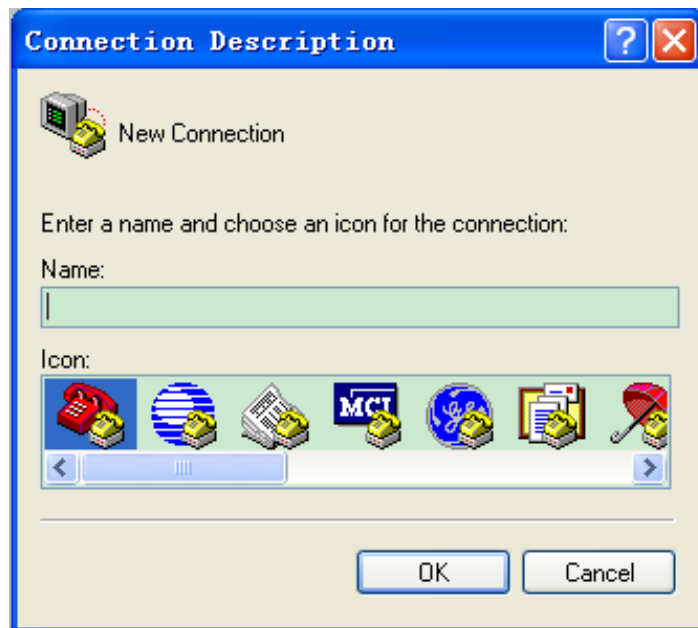 Connection Description
New Connection
Enter a name and choose an icon for the connection:
Name:
Icon:
MCI
OK
Cancel